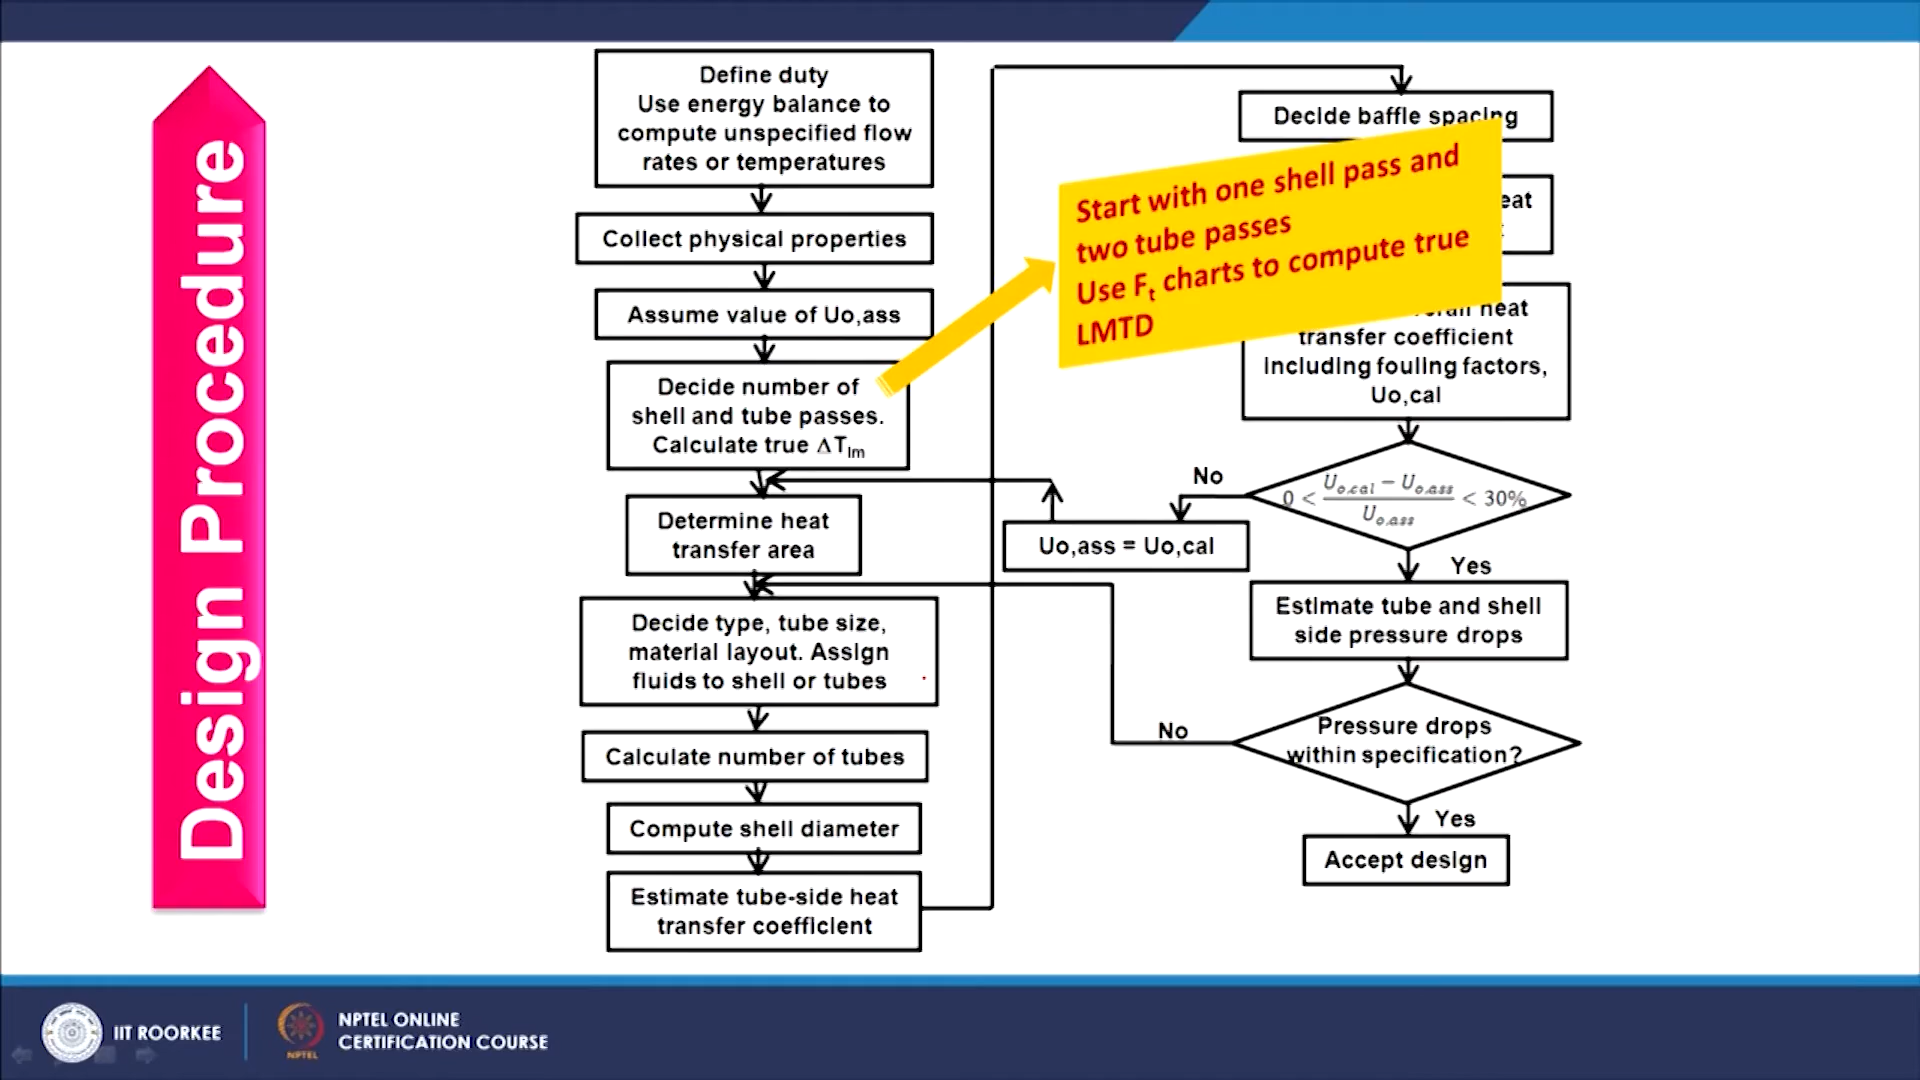 Design Procedure
Define duty
Use energy balance to
compute unspecified flow
rates or temperatures
Collect physical properties
Assume value of Uo,ass
Decide number of
shell and tube passes.
Calculate true ΔTlm
Determine heat
transfer area
Decide type, tube size,
material layout. Assign
fluids to shell or tubes
Calculate number of tubes
Compute shell diameter
Estimate tube-side heat
transfer coefficient
Decide baffle spacing
Start with one shell pass and
two tube passes
Use Ft charts to compute true
LMTD
heat
transfer coefficient
including fouling factors,
Uo,cal
0 < (Uo,cal − Uo,ass) / Uo,ass < 30%
No
Uo,ass = Uo,cal
Yes
Estimate tube and shell
side pressure drops
Pressure drops
within specification?
No
Yes
Accept design
IIT ROORKEE
NPTEL
NPTEL ONLINE
CERTIFICATION COURSE